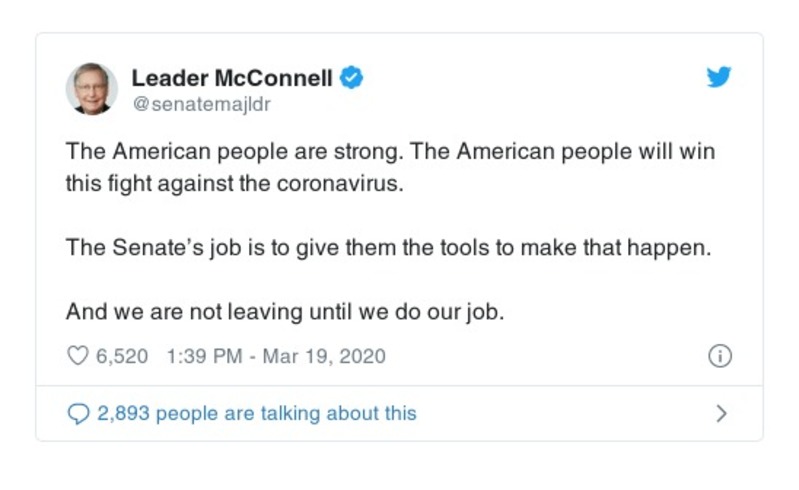 Leader McConnell
@senatemajldr
The American people are strong. The American people will win
this fight against the coronavirus.
The Senate’s job is to give them the tools to make that happen.
And we are not leaving until we do our job.
6,520 1:39 PM - Mar 19, 2020
2,893 people are talking about this